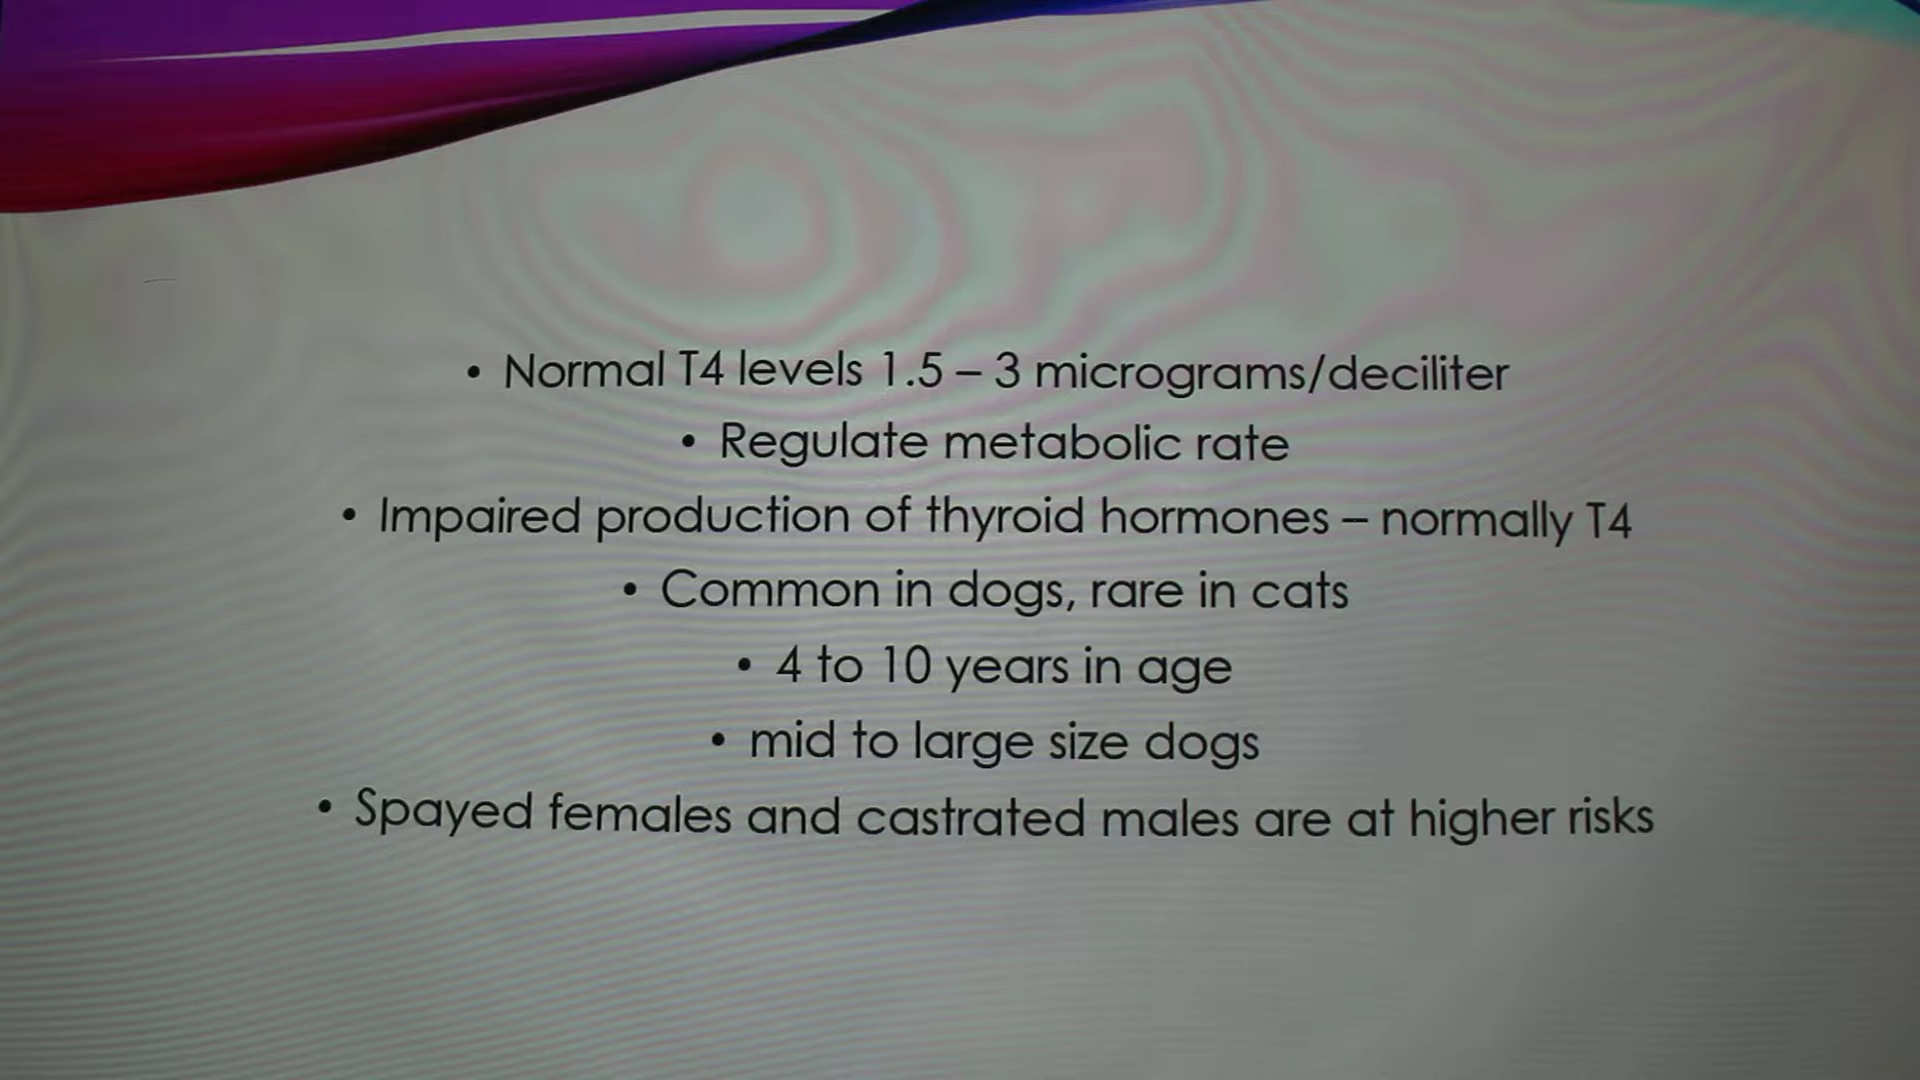 • Normal T4 levels 1.5 – 3 micrograms/deciliter
• Regulate metabolic rate
• Impaired production of thyroid hormones – normally T4
• Common in dogs, rare in cats
• 4 to 10 years in age
• mid to large size dogs
• Spayed females and castrated males are at higher risks